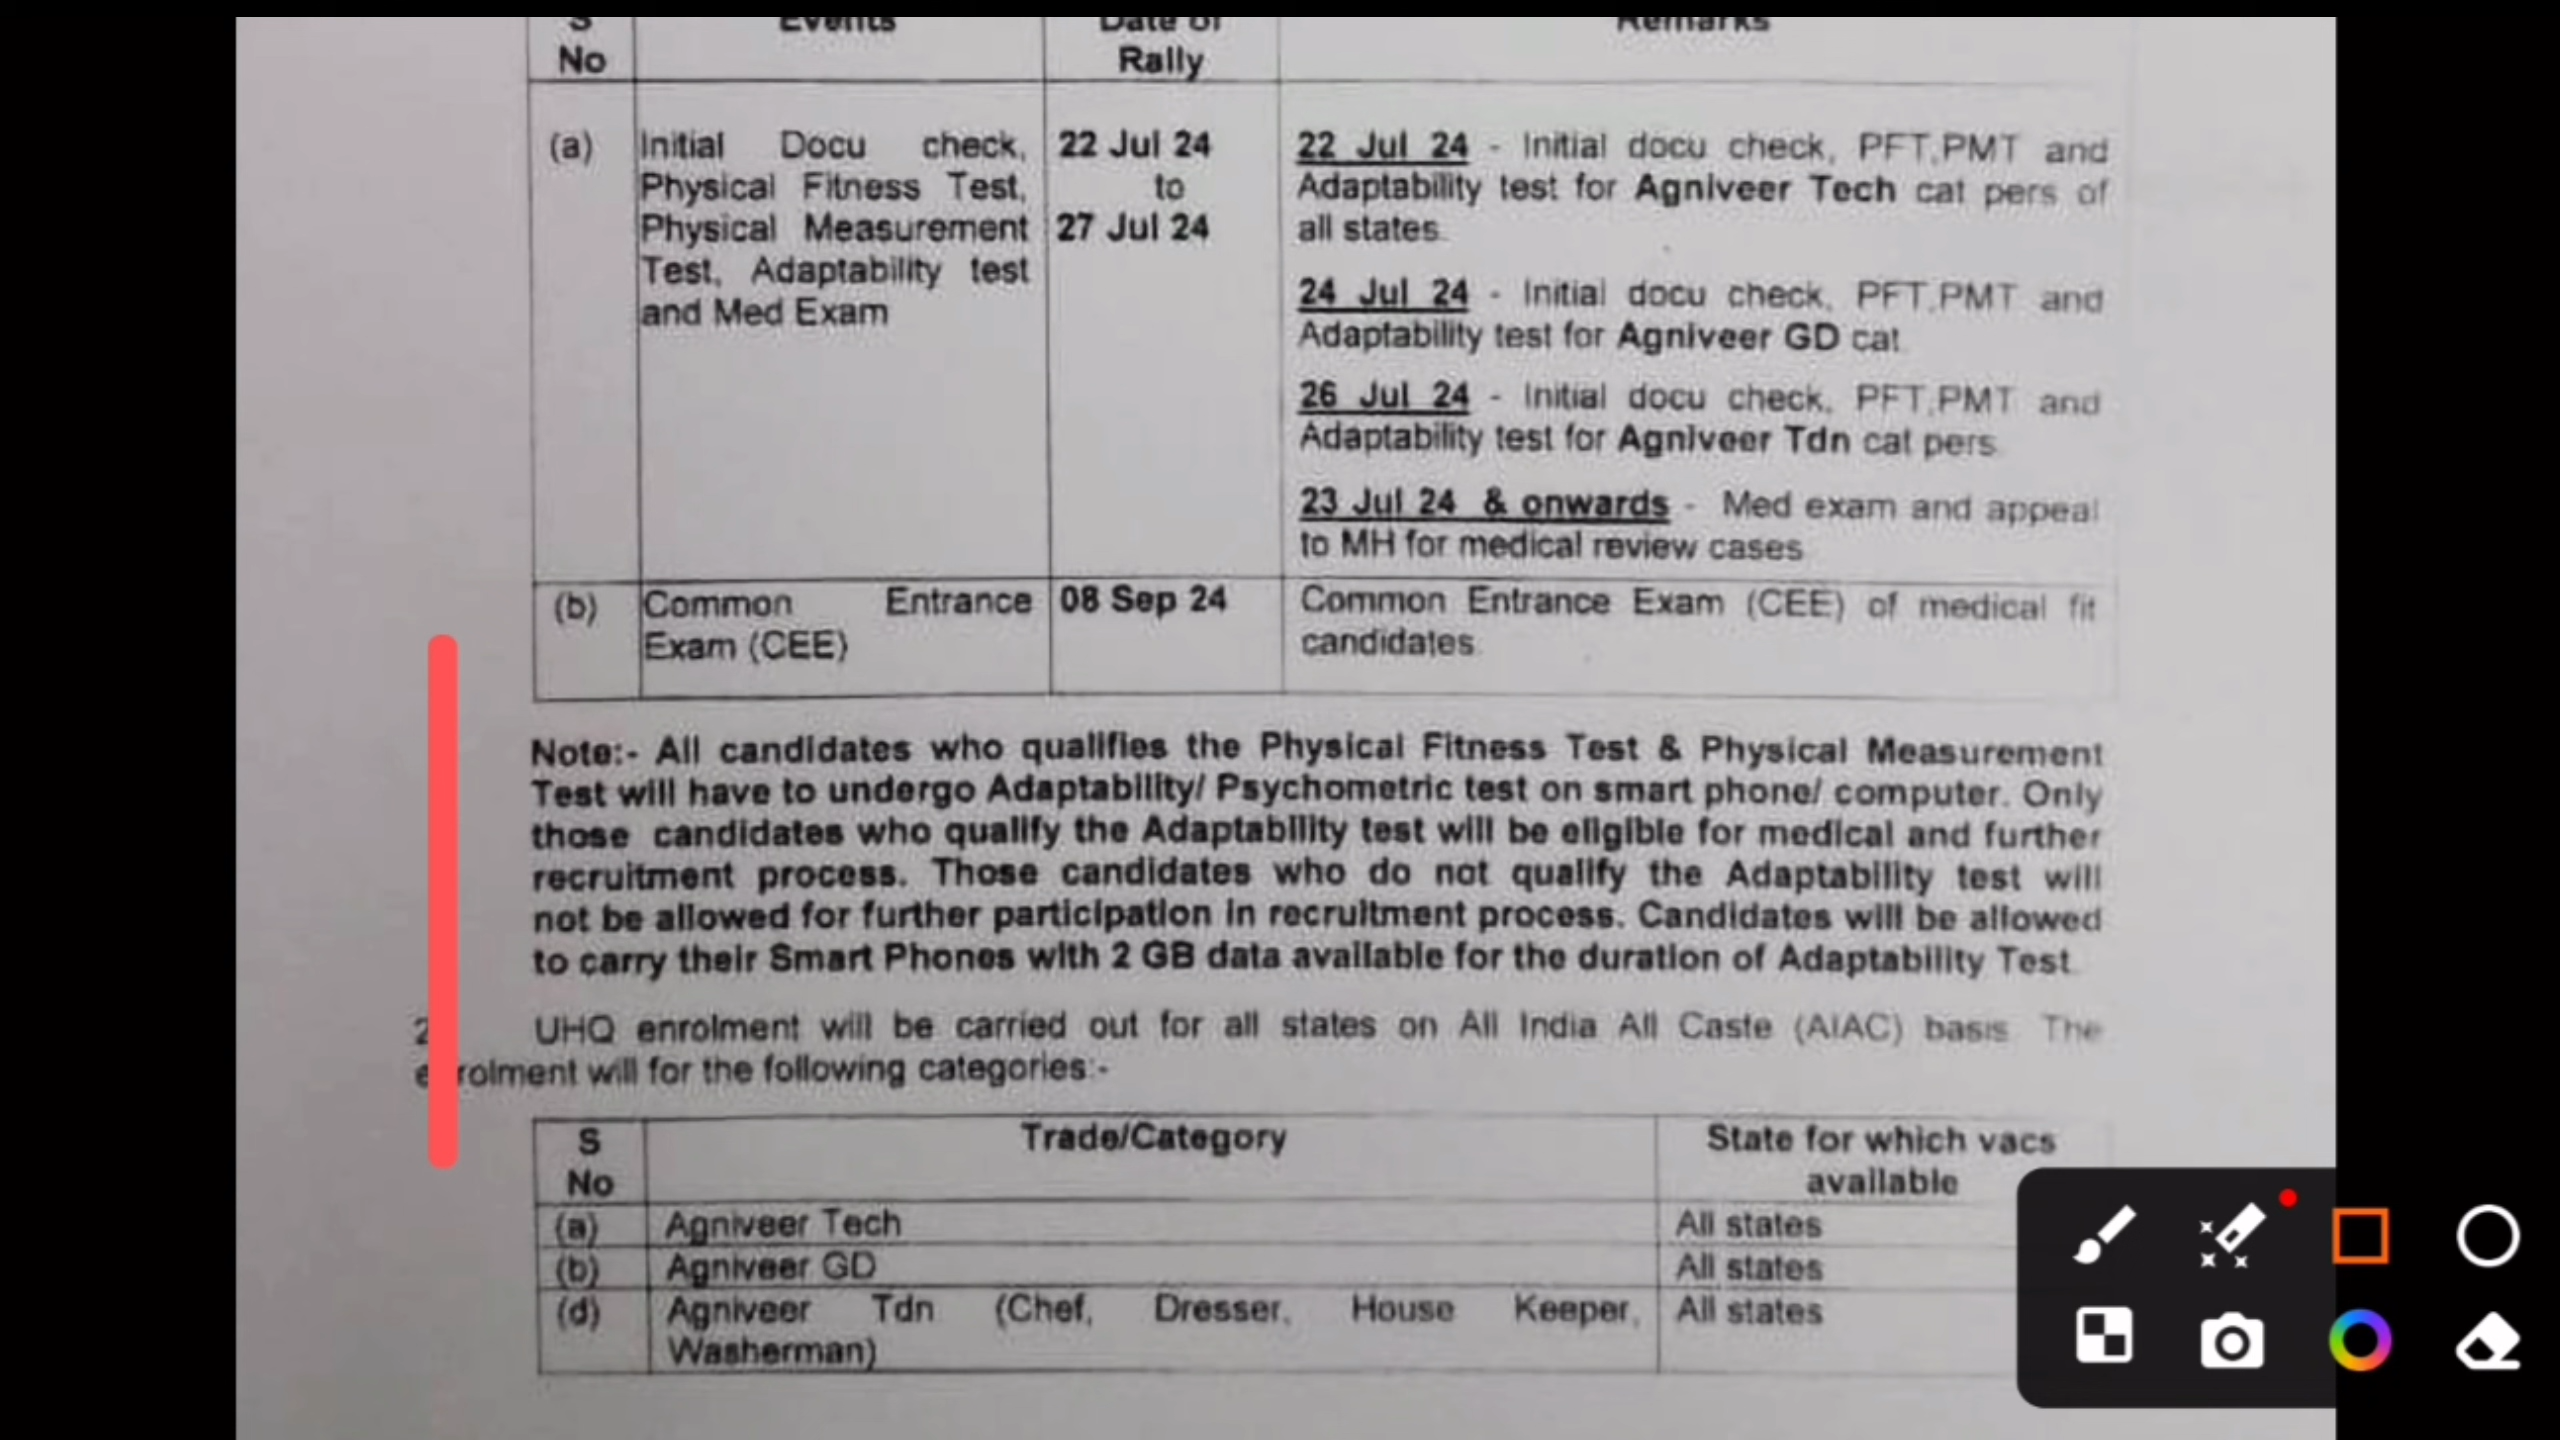 S Events Date of Remarks
No Rally
(a) Initial Docu check, 22 Jul 24 22 Jul 24 - Initial docu check, PFT,PMT and
Physical Fitness Test, to Adaptability test for Agniveer Tech cat pers of
Physical Measurement 27 Jul 24 all states.
Test, Adaptability test
and Med Exam
24 Jul 24 - Initial docu check, PFT,PMT and
Adaptability test for Agniveer GD cat.
26 Jul 24 - Initial docu check, PFT,PMT and
Adaptability test for Agniveer Tdn cat pers.
23 Jul 24 & onwards - Med exam and appeal
to MH for medical review cases
(b) Common Entrance 08 Sep 24 Common Entrance Exam (CEE) of medical fit
Exam (CEE) candidates.
Note:- All candidates who qualifies the Physical Fitness Test & Physical Measurement
Test will have to undergo Adaptability/ Psychometric test on smart phone/ computer. Only
those candidates who qualify the Adaptability test will be eligible for medical and further
recruitment process. Those candidates who do not qualify the Adaptability test will
not be allowed for further participation in recruitment process. Candidates will be allowed
to carry their Smart Phones with 2 GB data available for the duration of Adaptability Test.
2 UHQ enrolment will be carried out for all states on All India All Caste (AIAC) basis. The
enrolment will for the following categories:-
S Trade/Category State for which vacs
No available
(a) Agniveer Tech All states
(b) Agniveer GD All states
(d) Agniveer Tdn (Chef, Dresser, House Keeper, All states
Washerman)